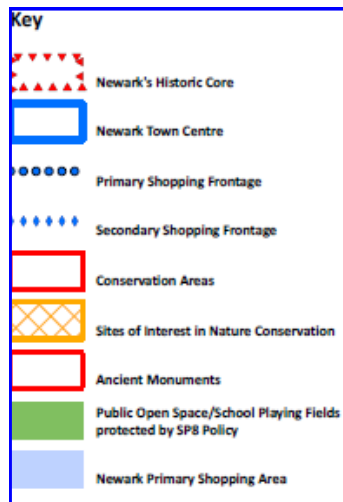 Key
Newark's Historic Core
Newark Town Centre
Primary Shopping Frontage
Secondary Shopping Frontage
Conservation Areas
Sites of Interest in Nature Conservation
Ancient Monuments
Public Open Space/School Playing Fields
protected by SP8 Policy
Newark Primary Shopping Area